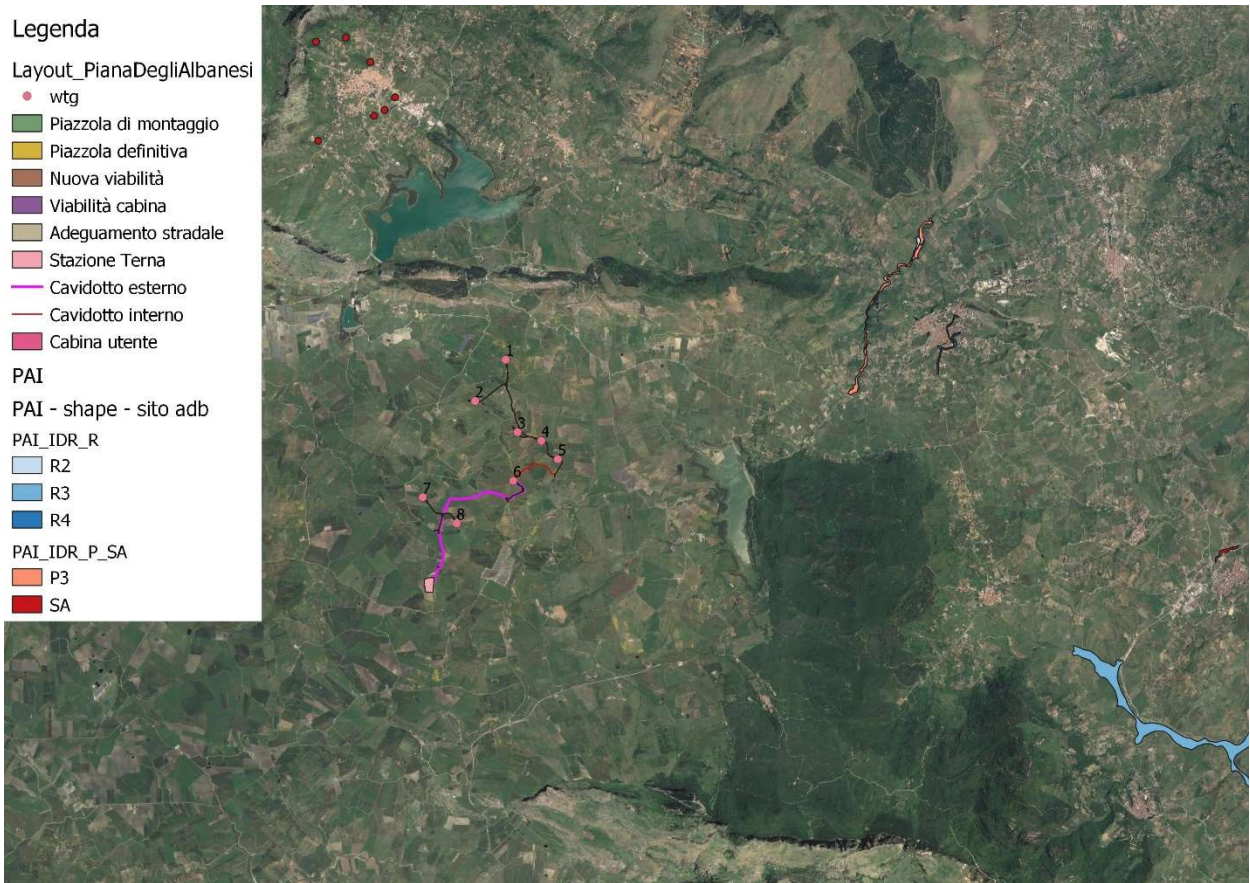 Legenda
Layout_PianaDegliAlbanesi
wtg
Piazzola di montaggio
Piazzola definitiva
Nuova viabilità
Viabilità cabina
Adeguamento stradale
Stazione Terna
Cavidotto esterno
Cavidotto interno
Cabina utente
PAI
PAI - shape - sito adb
PAI_IDR_R
R2
R3
R4
PAI_IDR_P_SA
P3
SA
1
2
3
4
5
6
7
8